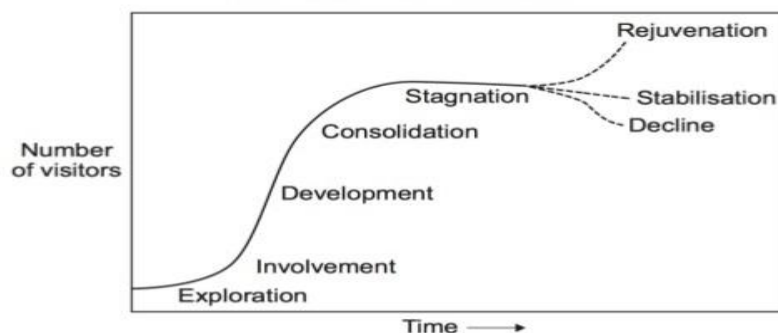 Rejuvenation
Stagnation
Stabilisation
Consolidation
Decline
Number
of visitors
Development
Involvement
Exploration
Time